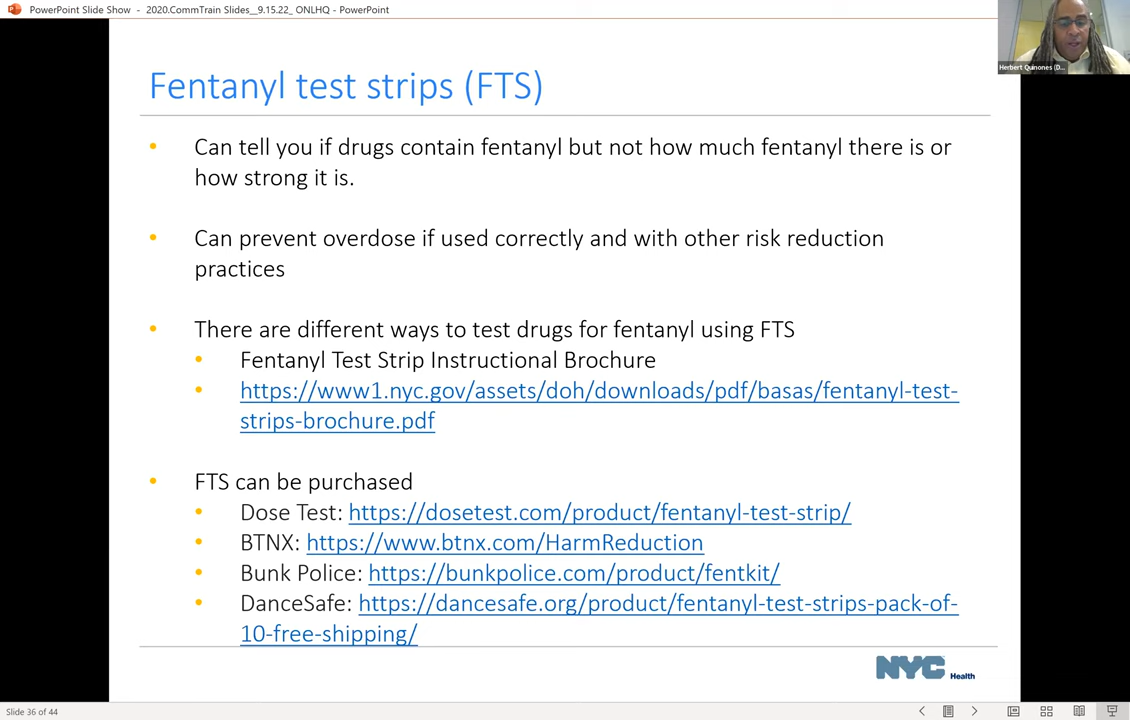 PowerPoint Slide Show - 2020.CommTrain Slides__9.15.22_ ONLHQ - PowerPoint
Herbert Quinones (D...
Fentanyl test strips (FTS)
• Can tell you if drugs contain fentanyl but not how much fentanyl there is or
how strong it is.
• Can prevent overdose if used correctly and with other risk reduction
practices
• There are different ways to test drugs for fentanyl using FTS
• Fentanyl Test Strip Instructional Brochure
• https://www1.nyc.gov/assets/doh/downloads/pdf/basas/fentanyl-test-
strips-brochure.pdf
• FTS can be purchased
• Dose Test: https://dosetest.com/product/fentanyl-test-strip/
• BTNX: https://www.btnx.com/HarmReduction
• Bunk Police: https://bunkpolice.com/product/fentkit/
• DanceSafe: https://dancesafe.org/product/fentanyl-test-strips-pack-of-
10-free-shipping/
NYC Health
Slide 36 of 44